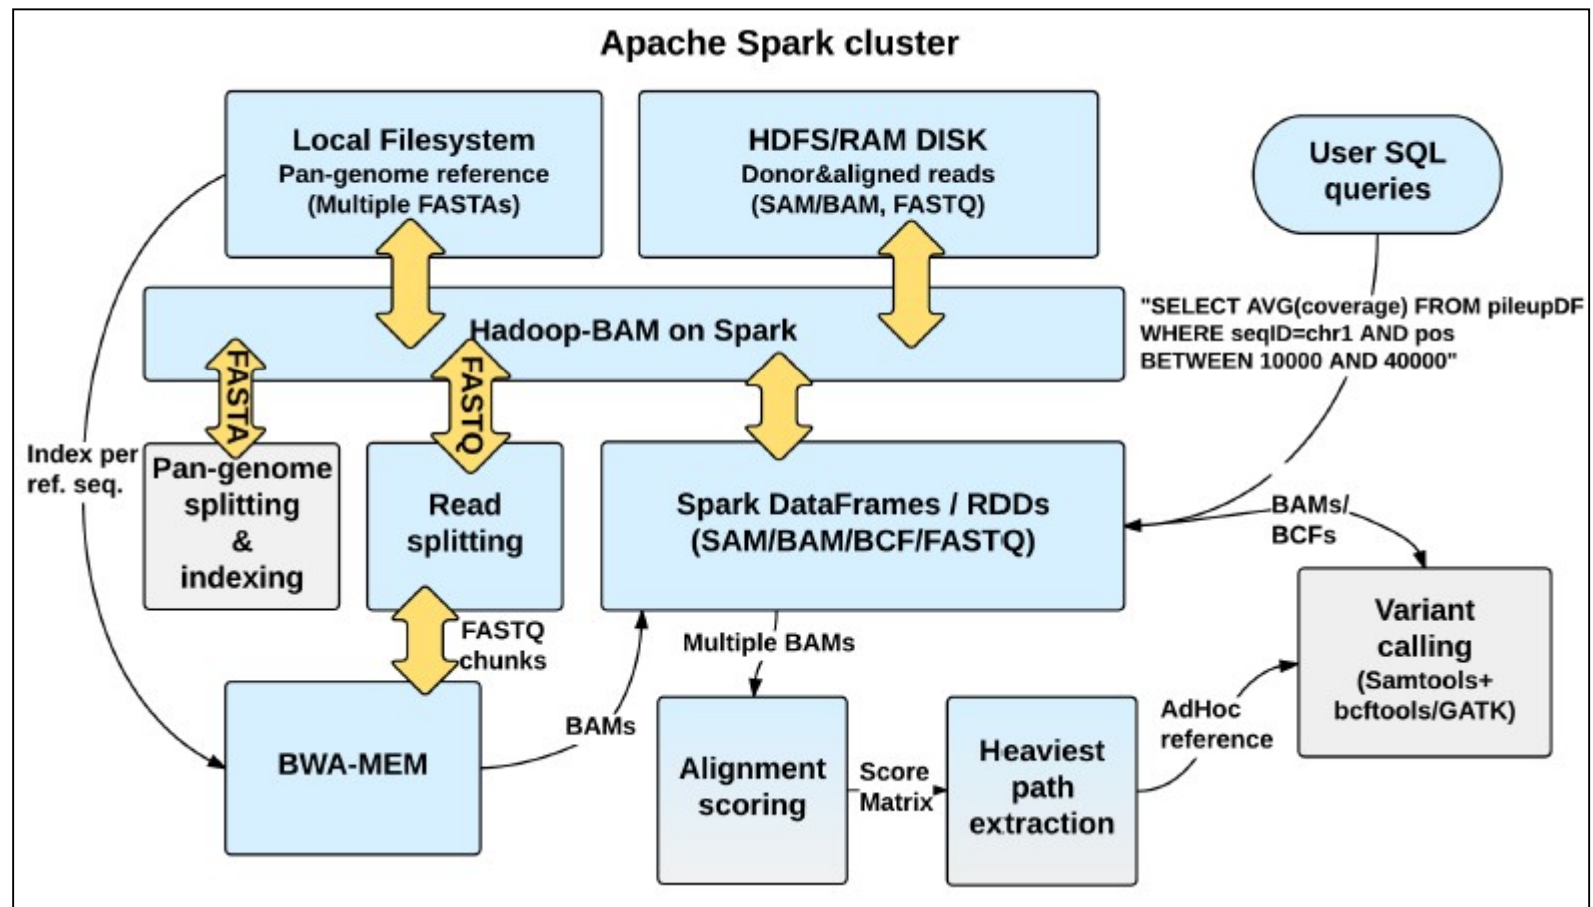 Apache Spark cluster
Local Filesystem
Pan-genome reference
(Multiple FASTAs)
HDFS/RAM DISK
Donor&aligned reads
(SAM/BAM, FASTQ)
User SQL
queries
Hadoop-BAM on Spark
"SELECT AVG(coverage) FROM pileupDF
WHERE seqID=chr1 AND pos
BETWEEN 10000 AND 40000"
FASTA
FASTQ
Index per
ref. seq.
Pan-genome
splitting
&
indexing
Read
splitting
Spark DataFrames / RDDs
(SAM/BAM/BCF/FASTQ)
BAMs/
BCFs
FASTQ
chunks
Multiple BAMs
Variant
calling
(Samtools+
bcftools/GATK)
BWA-MEM
BAMs
Alignment
scoring
Score
Matrix
Heaviest
path
extraction
AdHoc
reference